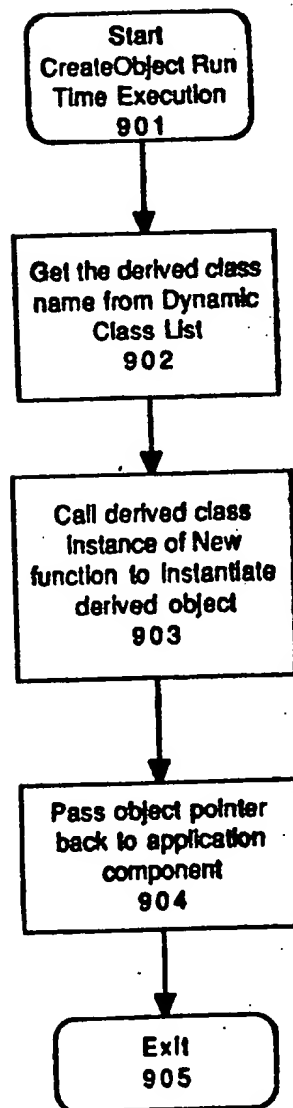 Start
CreateObject Run
Time Execution
901
Get the derived class
name from Dynamic
Class List
902
Call derived class
instance of New
function to instantiate
derived object
903
Pass object pointer
back to application
component
904
Exit
905